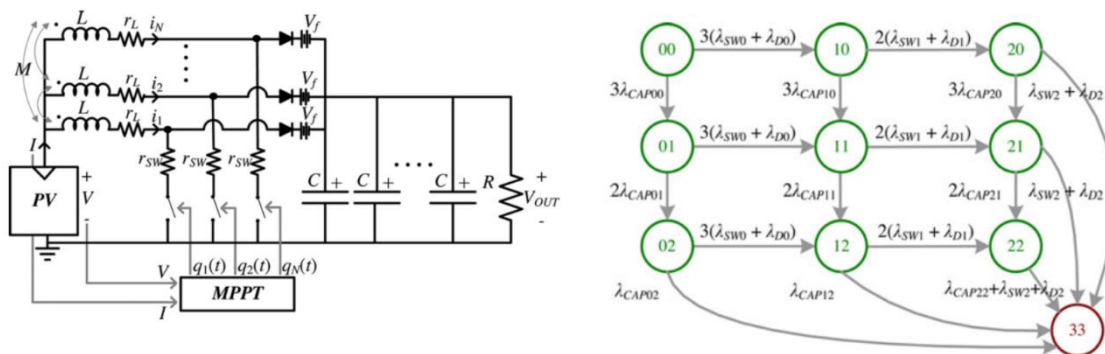 L r_L i_N V_f
M
L r_L i_2 V_f
L r_L i_1 V_f
I
r_SW r_SW r_SW
PV + V -
C + C + C + R + V_OUT -
q_1(t) q_2(t) q_N(t)
V
MPPT
I
00 3(λ_SW0 + λ_D0) 10 2(λ_SW1 + λ_D1) 20
3λ_CAP00 3λ_CAP10 3λ_CAP20 λ_SW2 + λ_D2
01 3(λ_SW0 + λ_D0) 11 2(λ_SW1 + λ_D1) 21
2λ_CAP01 2λ_CAP11 2λ_CAP21 λ_SW2 + λ_D2
02 3(λ_SW0 + λ_D0) 12 2(λ_SW1 + λ_D1) 22
λ_CAP02 λ_CAP12 λ_CAP22+λ_SW2+λ_D2
33